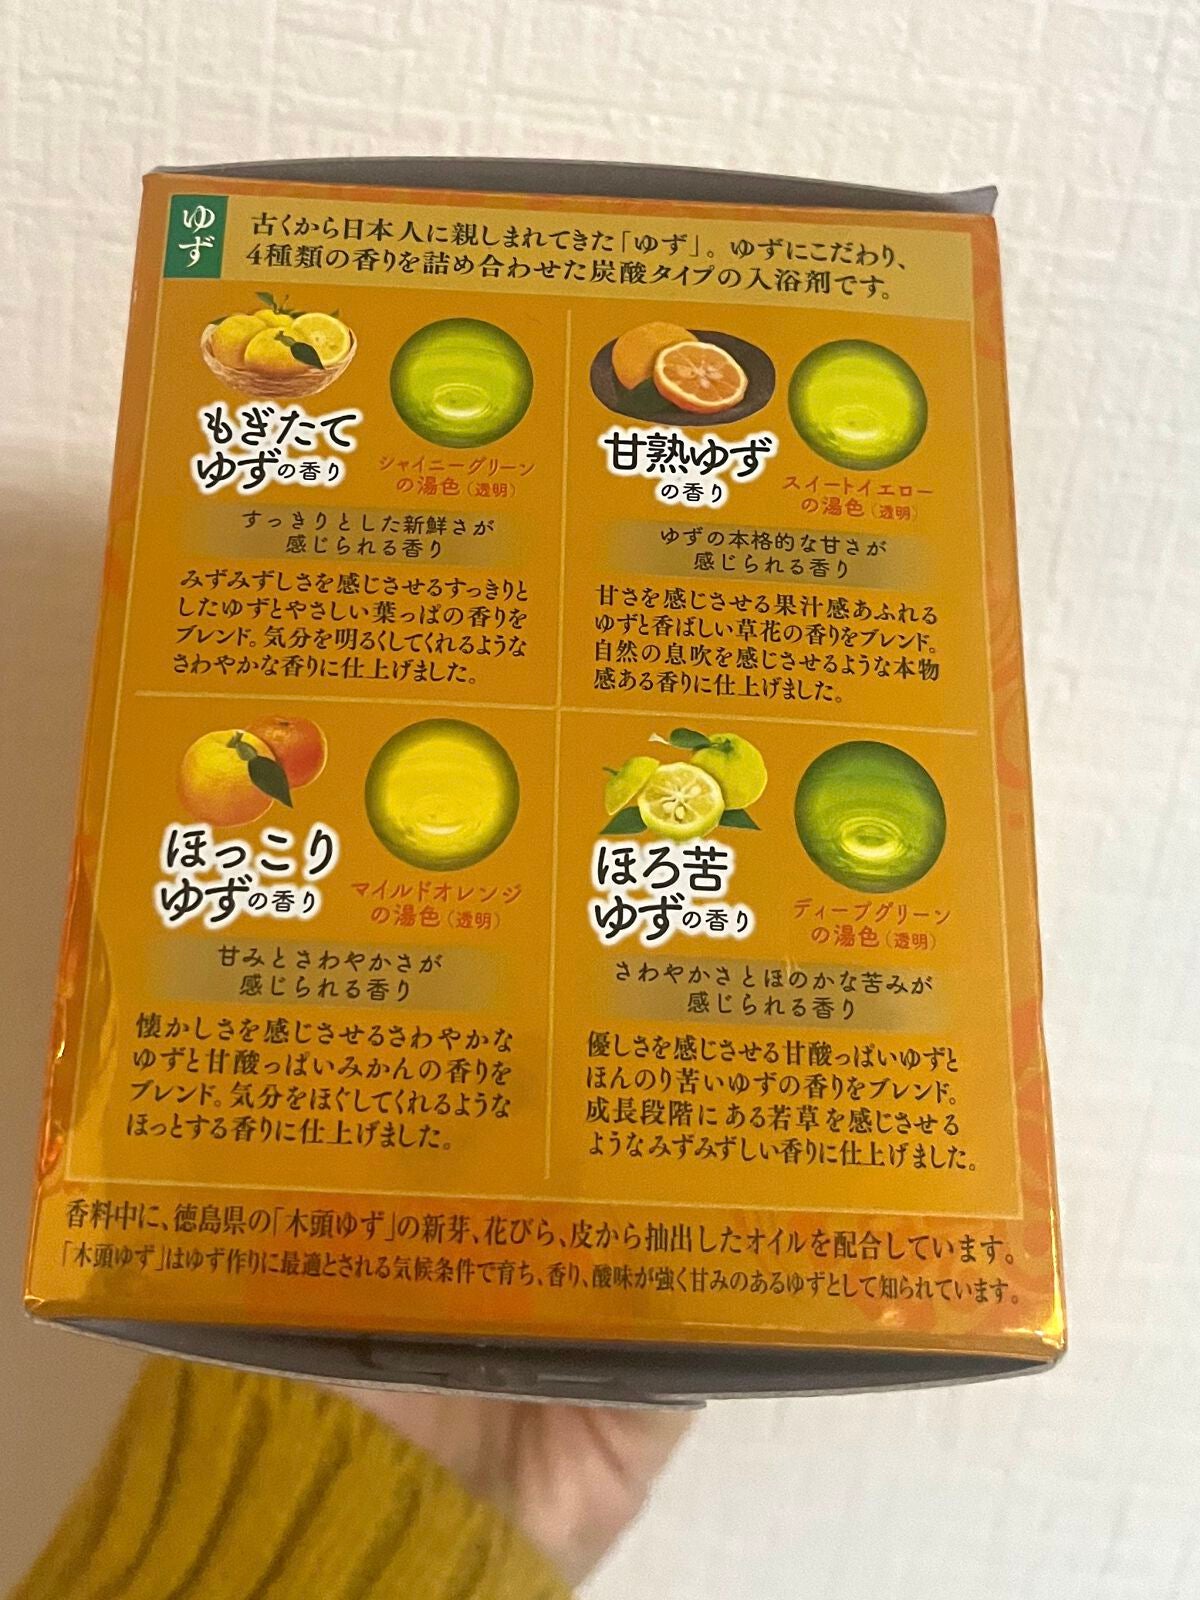 ゆず
古くから日本人に親しまれてきた「ゆず」。ゆずにこだわり、
4種類の香りを詰め合わせた炭酸タイプの入浴剤です。
もぎたて
ゆずの香り
シャイニーグリーン
の湯色（透明）
すっきりとした新鮮さが
感じられる香り
みずみずしさを感じさせるすっきりと
したゆずとやさしい葉っぱの香りを
ブレンド。気分を明るくしてくれるような
さわやかな香りに仕上げました。
甘熟ゆず
の香り
スイートイエロー
の湯色（透明）
ゆずの本格的な甘さが
感じられる香り
甘さを感じさせる果汁感あふれる
ゆずと香ばしい草花の香りをブレンド。
自然の息吹を感じさせるような本物
感ある香りに仕上げました。
ほっこり
ゆずの香り
マイルドオレンジ
の湯色（透明）
甘みとさわやかさが
感じられる香り
懐かしさを感じさせるさわやかな
ゆずと甘酸っぱいみかんの香りを
ブレンド。気分をほぐしてくれるような
ほっとする香りに仕上げました。
ほろ苦
ゆずの香り
ディープグリーン
の湯色（透明）
さわやかさとほのかな苦みが
感じられる香り
優しさを感じさせる甘酸っぱいゆずと
ほんのり苦いゆずの香りをブレンド。
成長段階にある若草を感じさせる
ようなみずみずしい香りに仕上げました。
香料中に、徳島県の「木頭ゆず」の新芽、花びら、皮から抽出したオイルを配合しています。
「木頭ゆず」はゆず作りに最適とされる気候条件で育ち、香り、酸味が強く甘みのあるゆずとして知られています。